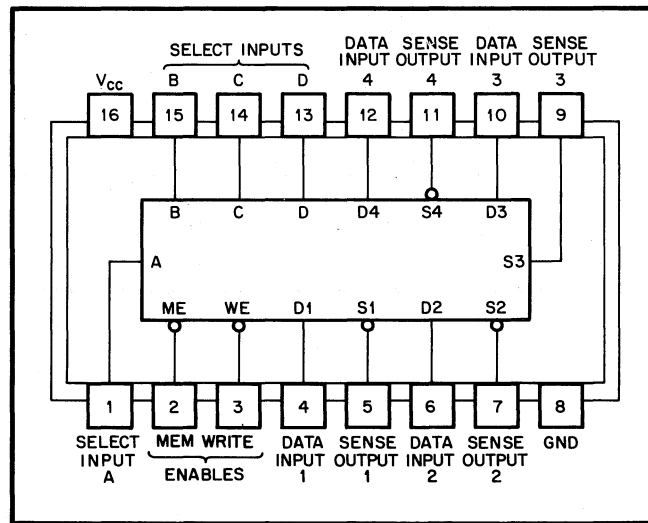 SELECT INPUTS
DATA INPUT 4
SENSE OUTPUT 4
DATA INPUT 3
SENSE OUTPUT 3
VCC B C D
16 15 14 13 12 11 10 9
B C D D4 S4 D3
A S3
ME WE D1 S1 D2 S2
1 2 3 4 5 6 7 8
SELECT INPUT A
MEM WRITE
ENABLES
DATA INPUT 1
SENSE OUTPUT 1
DATA INPUT 2
SENSE OUTPUT 2
GND